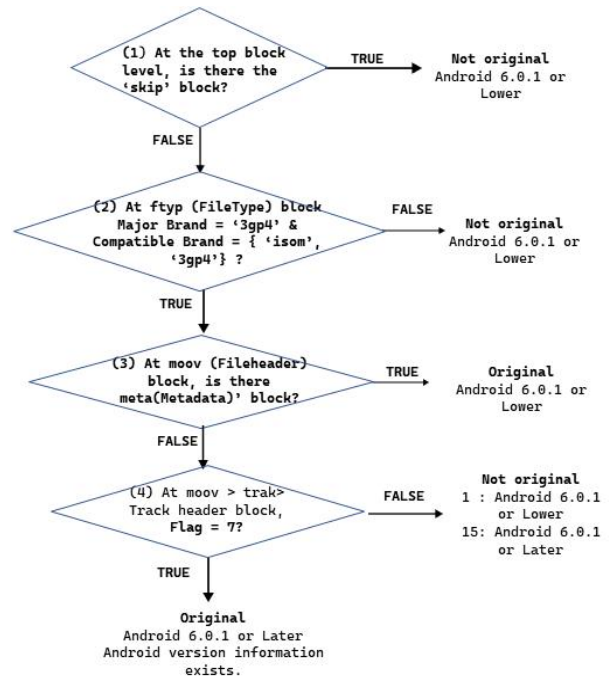 (1) At the top block
level, is there the
‘skip’ block?
TRUE
Not original
Android 6.0.1 or
Lower
FALSE
(2) At ftyp (FileType) block
Major Brand = ‘3gp4’ &
Compatible Brand = { ‘isom’,
‘3gp4’} ?
FALSE
Not original
Android 6.0.1 or
Lower
TRUE
(3) At moov (Fileheader)
block, is there
meta(Metadata)’ block?
TRUE
Original
Android 6.0.1 or
Lower
FALSE
(4) At moov > trak>
Track header block,
Flag = 7?
FALSE
Not original
1 : Android 6.0.1
or Lower
15: Android 6.0.1
or Later
TRUE
Original
Android 6.0.1 or Later
Android version information
exists.